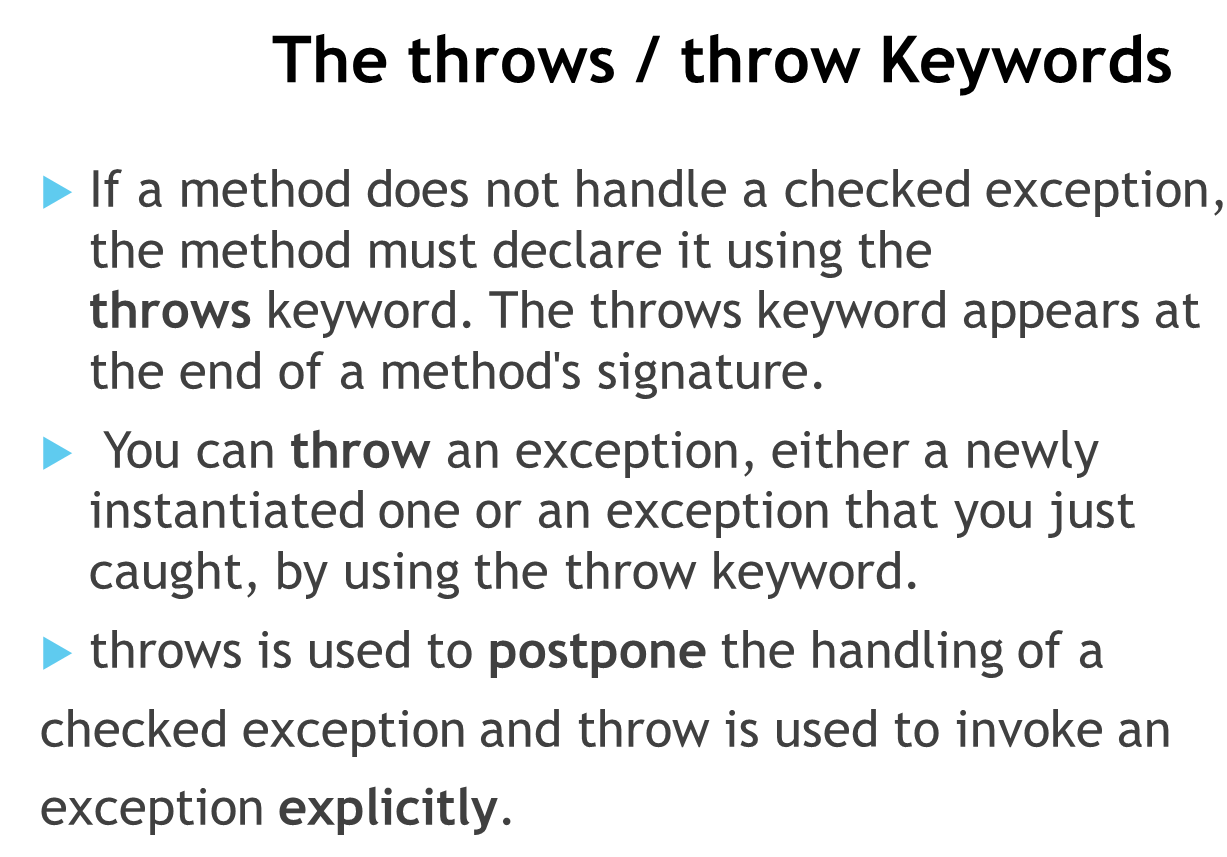 The throws / throw Keywords
If a method does not handle a checked exception,
the method must declare it using the
throws keyword. The throws keyword appears at
the end of a method's signature.
You can throw an exception, either a newly
instantiated one or an exception that you just
caught, by using the throw keyword.
throws is used to postpone the handling of a
checked exception and throw is used to invoke an
exception explicitly.